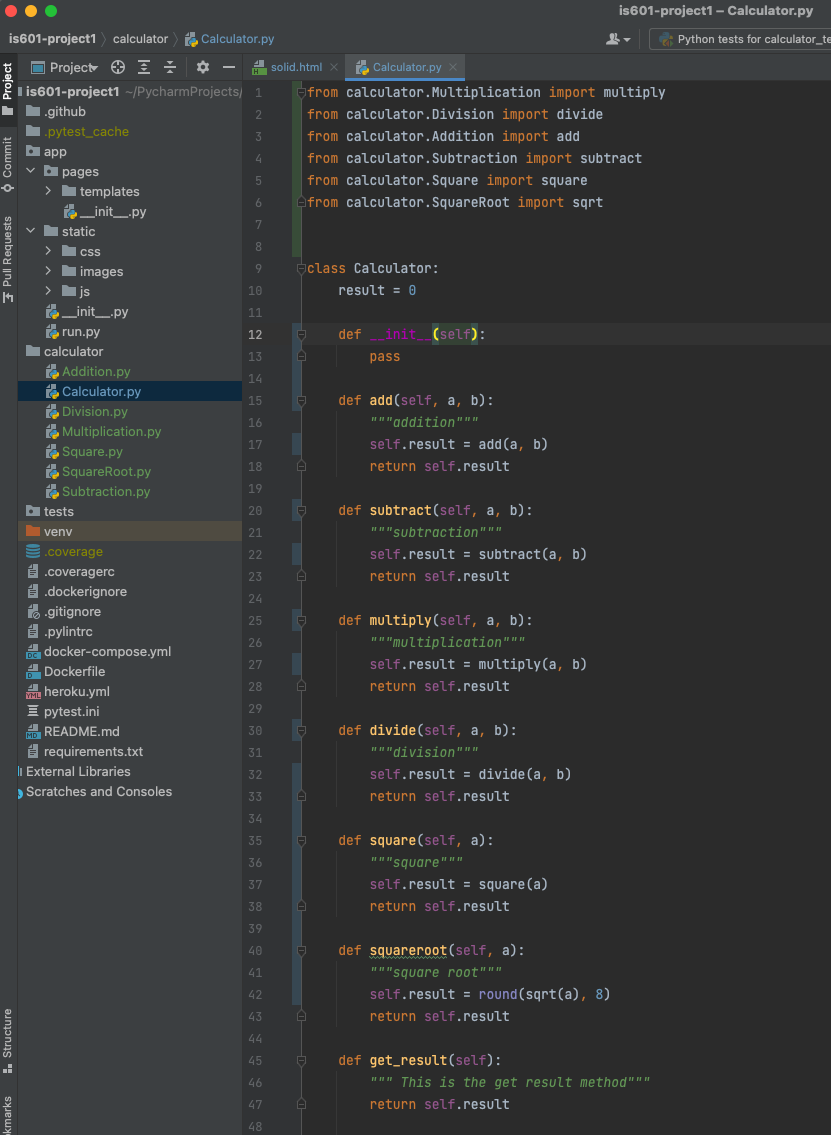 is601-project1 – Calculator.py
is601-project1 calculator Calculator.py
Python tests for calculator_te
Project
solid.html
Calculator.py
Project
Commit
Pull Requests
Structure
kmarks
is601-project1 ~/PycharmProjects/
.github
.pytest_cache
app
pages
templates
__init__.py
static
css
images
js
__init__.py
run.py
calculator
Addition.py
Calculator.py
Division.py
Multiplication.py
Square.py
SquareRoot.py
Subtraction.py
tests
venv
.coverage
.coveragerc
.dockerignore
.gitignore
.pylintrc
docker-compose.yml
Dockerfile
heroku.yml
pytest.ini
README.md
requirements.txt
External Libraries
Scratches and Consoles
1 from calculator.Multiplication import multiply
2 from calculator.Division import divide
3 from calculator.Addition import add
4 from calculator.Subtraction import subtract
5 from calculator.Square import square
6 from calculator.SquareRoot import sqrt
7
8
9 class Calculator:
10     result = 0
11
12     def __init__(self):
13         pass
14
15     def add(self, a, b):
16         """addition"""
17         self.result = add(a, b)
18         return self.result
19
20     def subtract(self, a, b):
21         """subtraction"""
22         self.result = subtract(a, b)
23         return self.result
24
25     def multiply(self, a, b):
26         """multiplication"""
27         self.result = multiply(a, b)
28         return self.result
29
30     def divide(self, a, b):
31         """division"""
32         self.result = divide(a, b)
33         return self.result
34
35     def square(self, a):
36         """square"""
37         self.result = square(a)
38         return self.result
39
40     def squareroot(self, a):
41         """square root"""
42         self.result = round(sqrt(a), 8)
43         return self.result
44
45     def get_result(self):
46         """ This is the get result method"""
47         return self.result
48